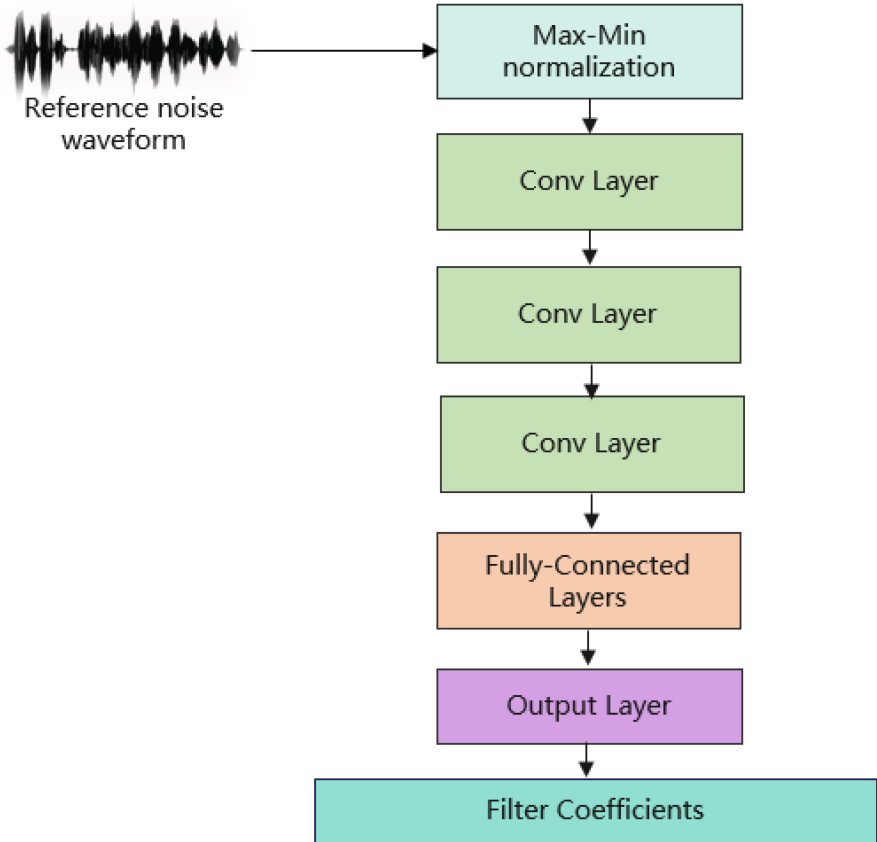 Max-Min
normalization
Reference noise
waveform
Conv Layer
Conv Layer
Conv Layer
Fully-Connected
Layers
Output Layer
Filter Coefficients